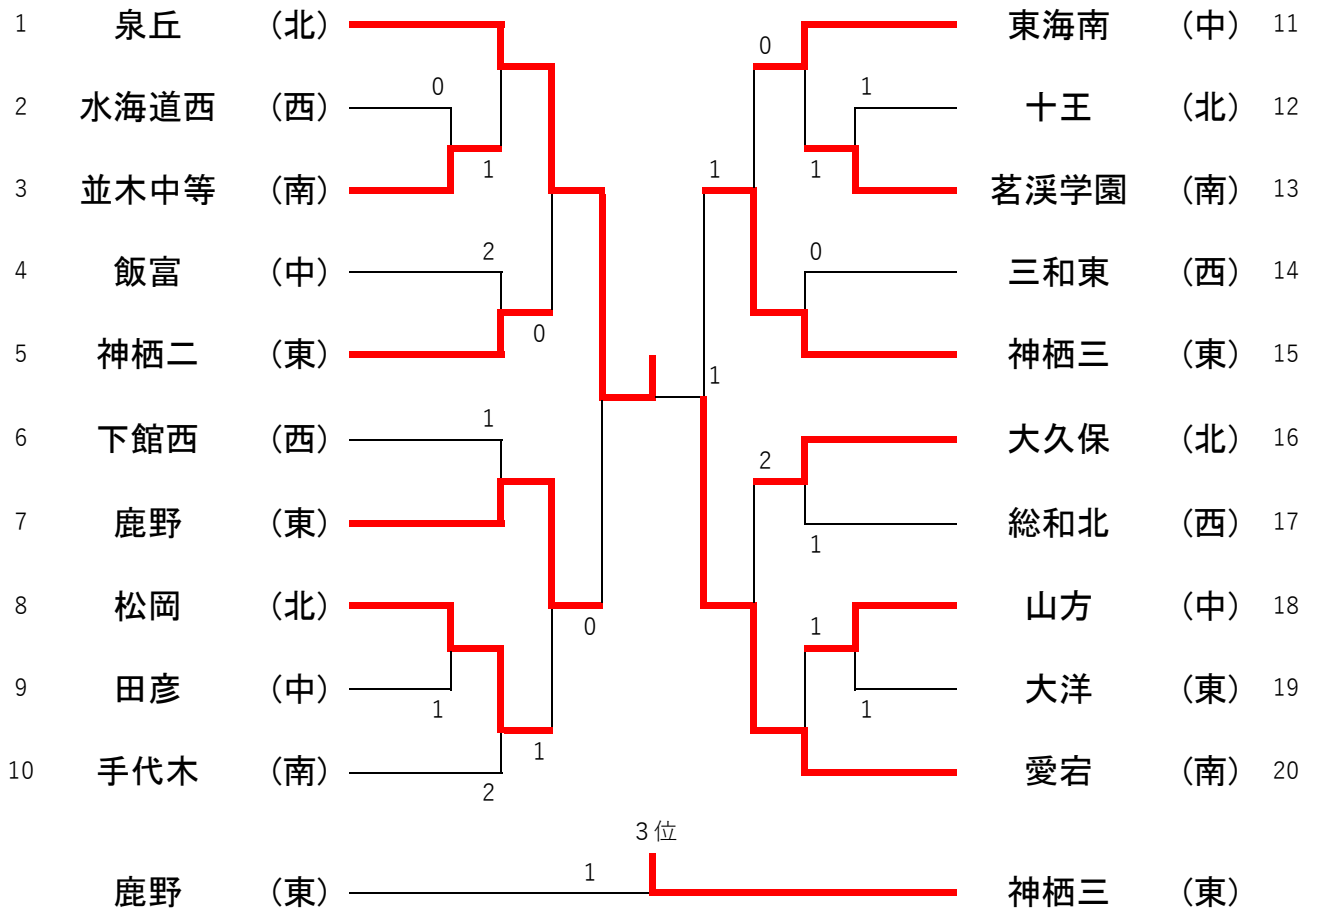 1 泉丘 （北） 東海南 （中） 11
0
2 水海道西 （西） 0 1 十王 （北） 12
3 並木中等 （南） 1 1 1 茗渓学園 （南） 13
4 飯富 （中） 2 0 三和東 （西） 14
5 神栖二 （東） 0 神栖三 （東） 15
1
6 下館西 （西） 1 大久保 （北） 16
2
7 鹿野 （東） 1 総和北 （西） 17
8 松岡 （北） 0 1 山方 （中） 18
9 田彦 （中） 1 1 大洋 （東） 19
1
10 手代木 （南） 2 愛宕 （南） 20
3位
鹿野 （東） 1 神栖三 （東）